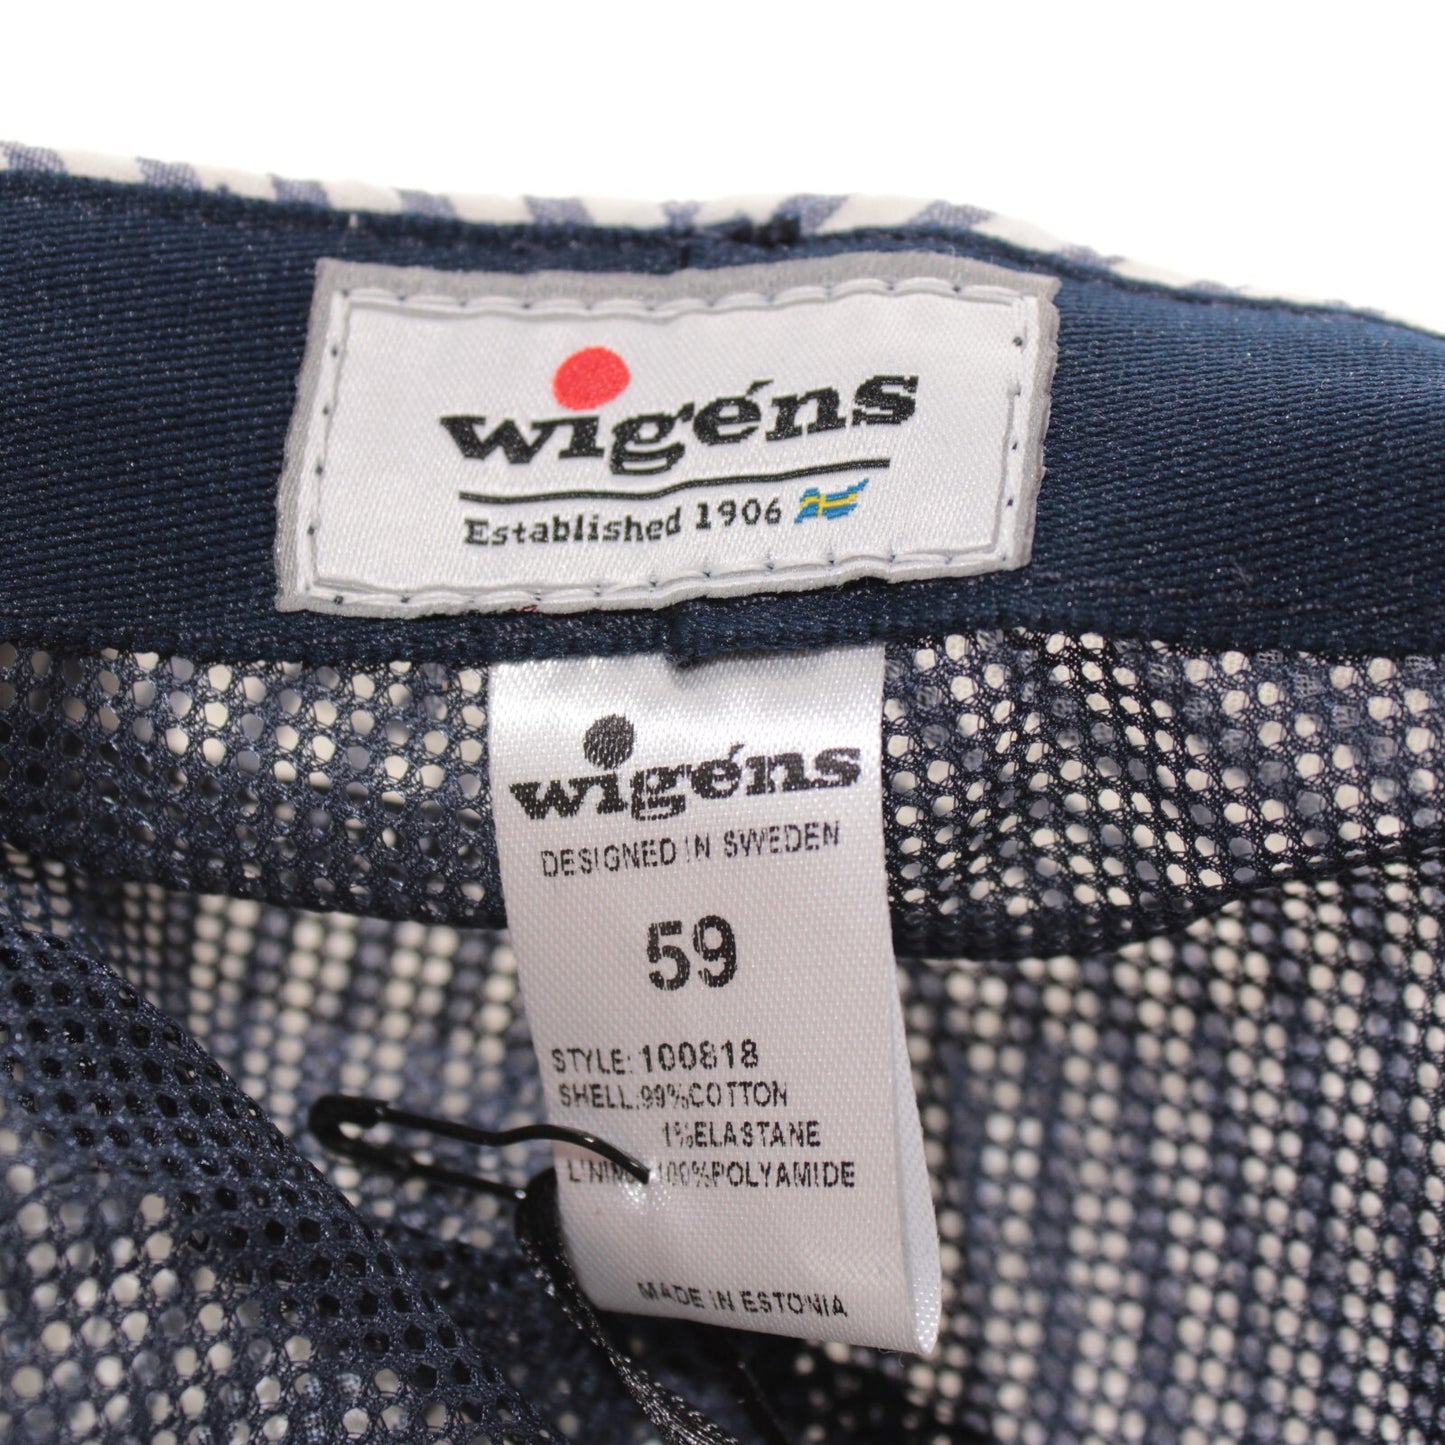 wigéns
Established 1906
wigéns
DESIGNED IN SWEDEN
59
STYLE: 100818
SHELL:99%COTTON
1%ELASTANE
LINING 100%POLYAMIDE
MADE IN ESTONIA